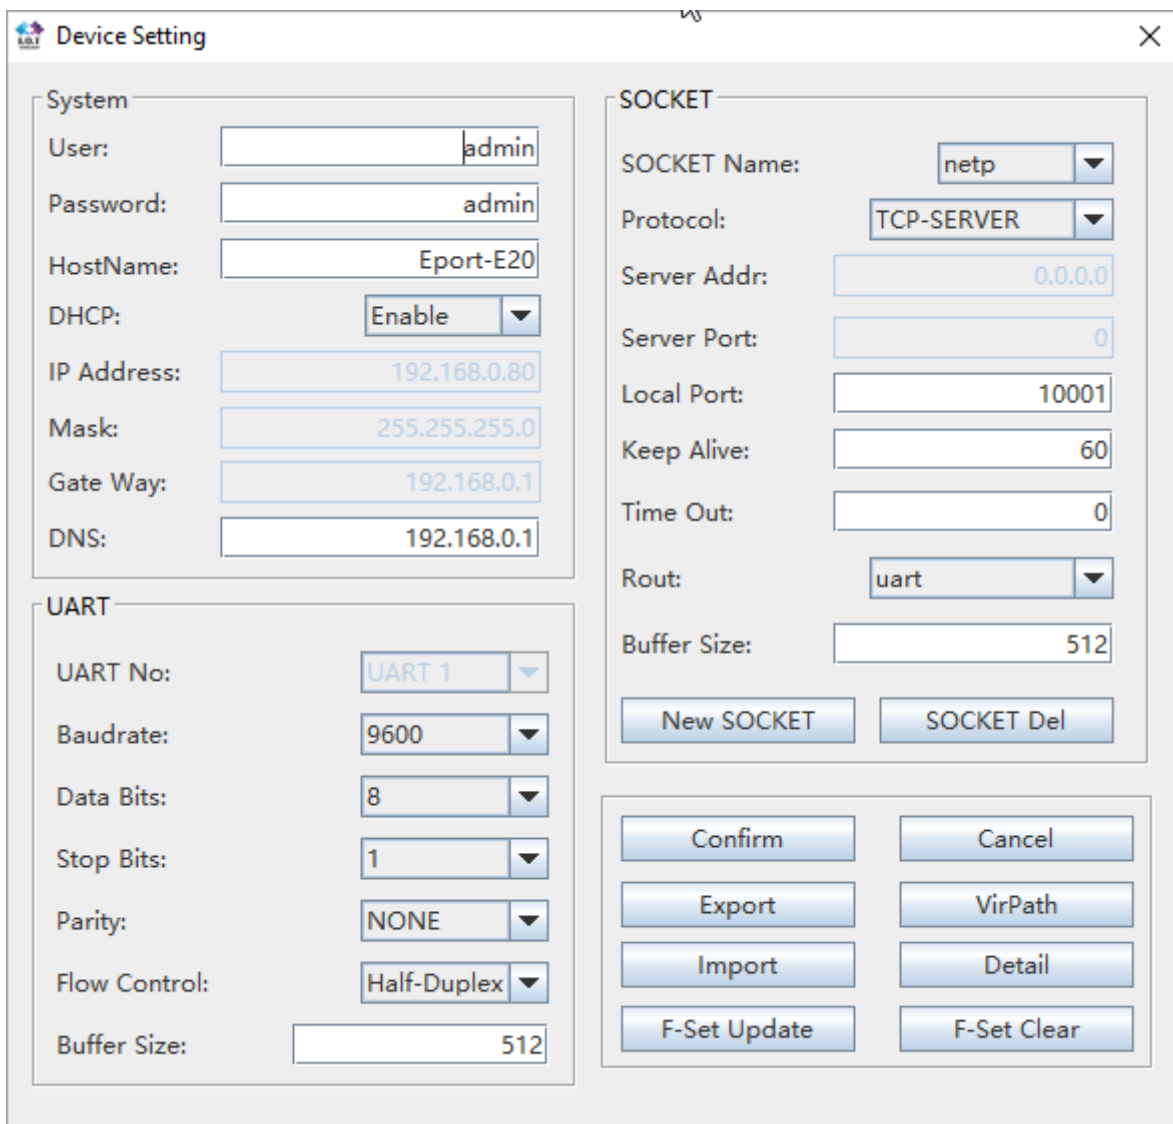 Device Setting
System
User: admin
Password: admin
HostName: Eport-E20
DHCP: Enable
IP Address: 192.168.0.80
Mask: 255.255.255.0
Gate Way: 192.168.0.1
DNS: 192.168.0.1
UART
UART No: UART 1
Baudrate: 9600
Data Bits: 8
Stop Bits: 1
Parity: NONE
Flow Control: Half-Duplex
Buffer Size: 512
SOCKET
SOCKET Name: netp
Protocol: TCP-SERVER
Server Addr: 0.0.0.0
Server Port: 0
Local Port: 10001
Keep Alive: 60
Time Out: 0
Rout: uart
Buffer Size: 512
New SOCKET SOCKET Del
Confirm Cancel
Export VirPath
Import Detail
F-Set Update F-Set Clear